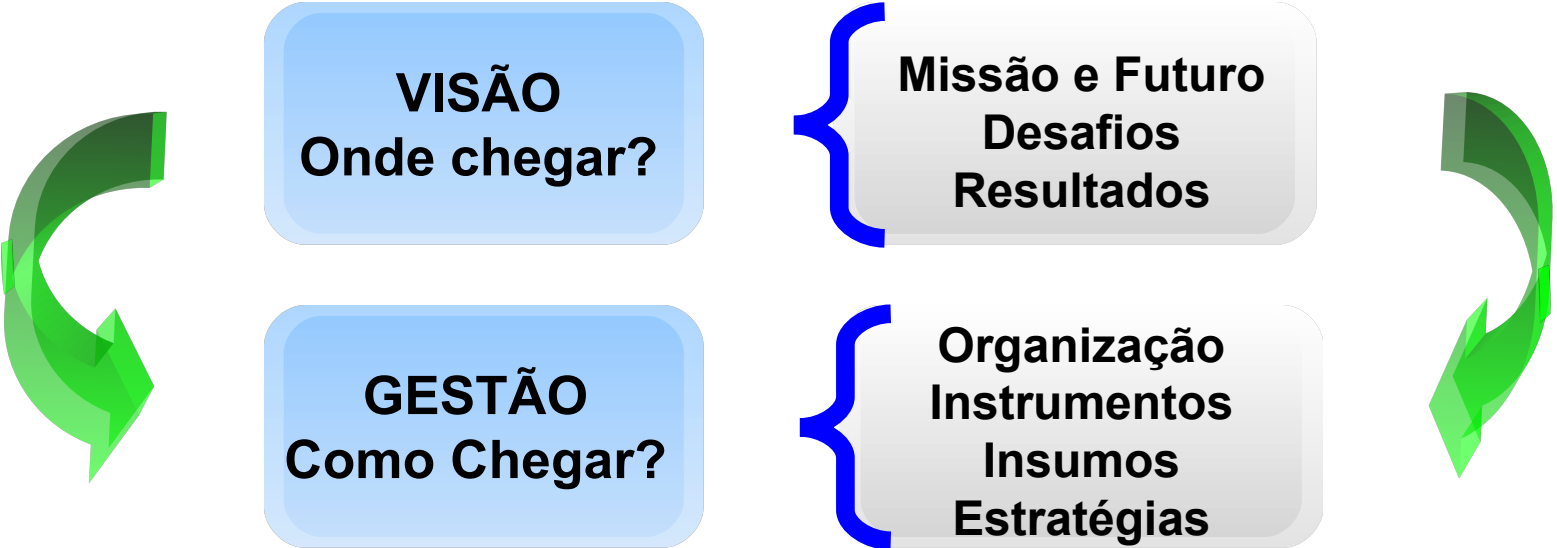 VISÃO
Onde chegar?
Missão e Futuro
Desafios
Resultados
GESTÃO
Como Chegar?
Organização
Instrumentos
Insumos
Estratégias